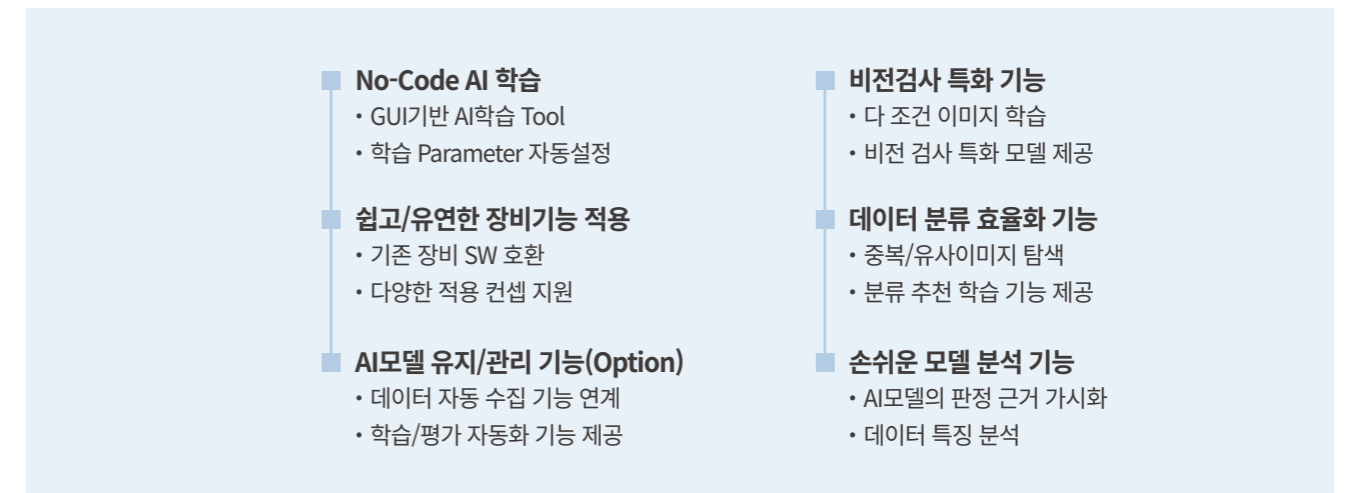 No-Code AI 학습
• GUI기반 AI학습 Tool
• 학습 Parameter 자동설정
쉽고/유연한 장비기능 적용
• 기존 장비 SW 호환
• 다양한 적용 컨셉 지원
AI모델 유지/관리 기능(Option)
• 데이터 자동 수집 기능 연계
• 학습/평가 자동화 기능 제공
비전검사 특화 기능
• 다 조건 이미지 학습
• 비전 검사 특화 모델 제공
데이터 분류 효율화 기능
• 중복/유사이미지 탐색
• 분류 추천 학습 기능 제공
손쉬운 모델 분석 기능
• AI모델의 판정 근거 가시화
• 데이터 특징 분석